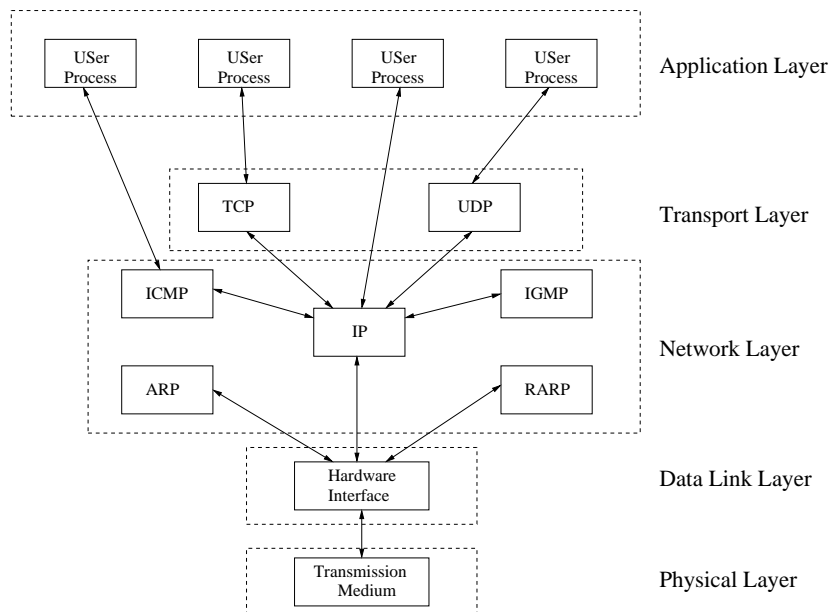 USer
Process
USer
Process
USer
Process
USer
Process
Application Layer
TCP
UDP
Transport Layer
ICMP
IGMP
IP
Network Layer
ARP
RARP
Hardware
Interface
Data Link Layer
Transmission
Medium
Physical Layer